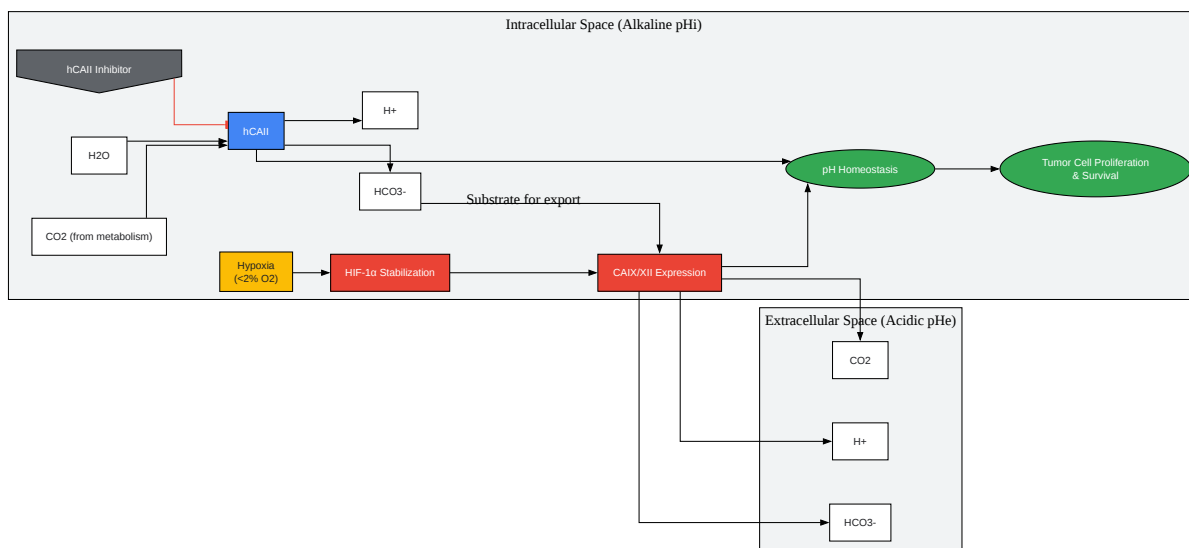 Intracellular Space (Alkaline pHi)
hCAII Inhibitor
H+
hCAII
H2O
pH Homeostasis
Tumor Cell Proliferation
& Survival
HCO3-
Substrate for export
CO2 (from metabolism)
Hypoxia
(<2% O2)
HIF-1α Stabilization
CAIX/XII Expression
Extracellular Space (Acidic pHe)
CO2
H+
HCO3-